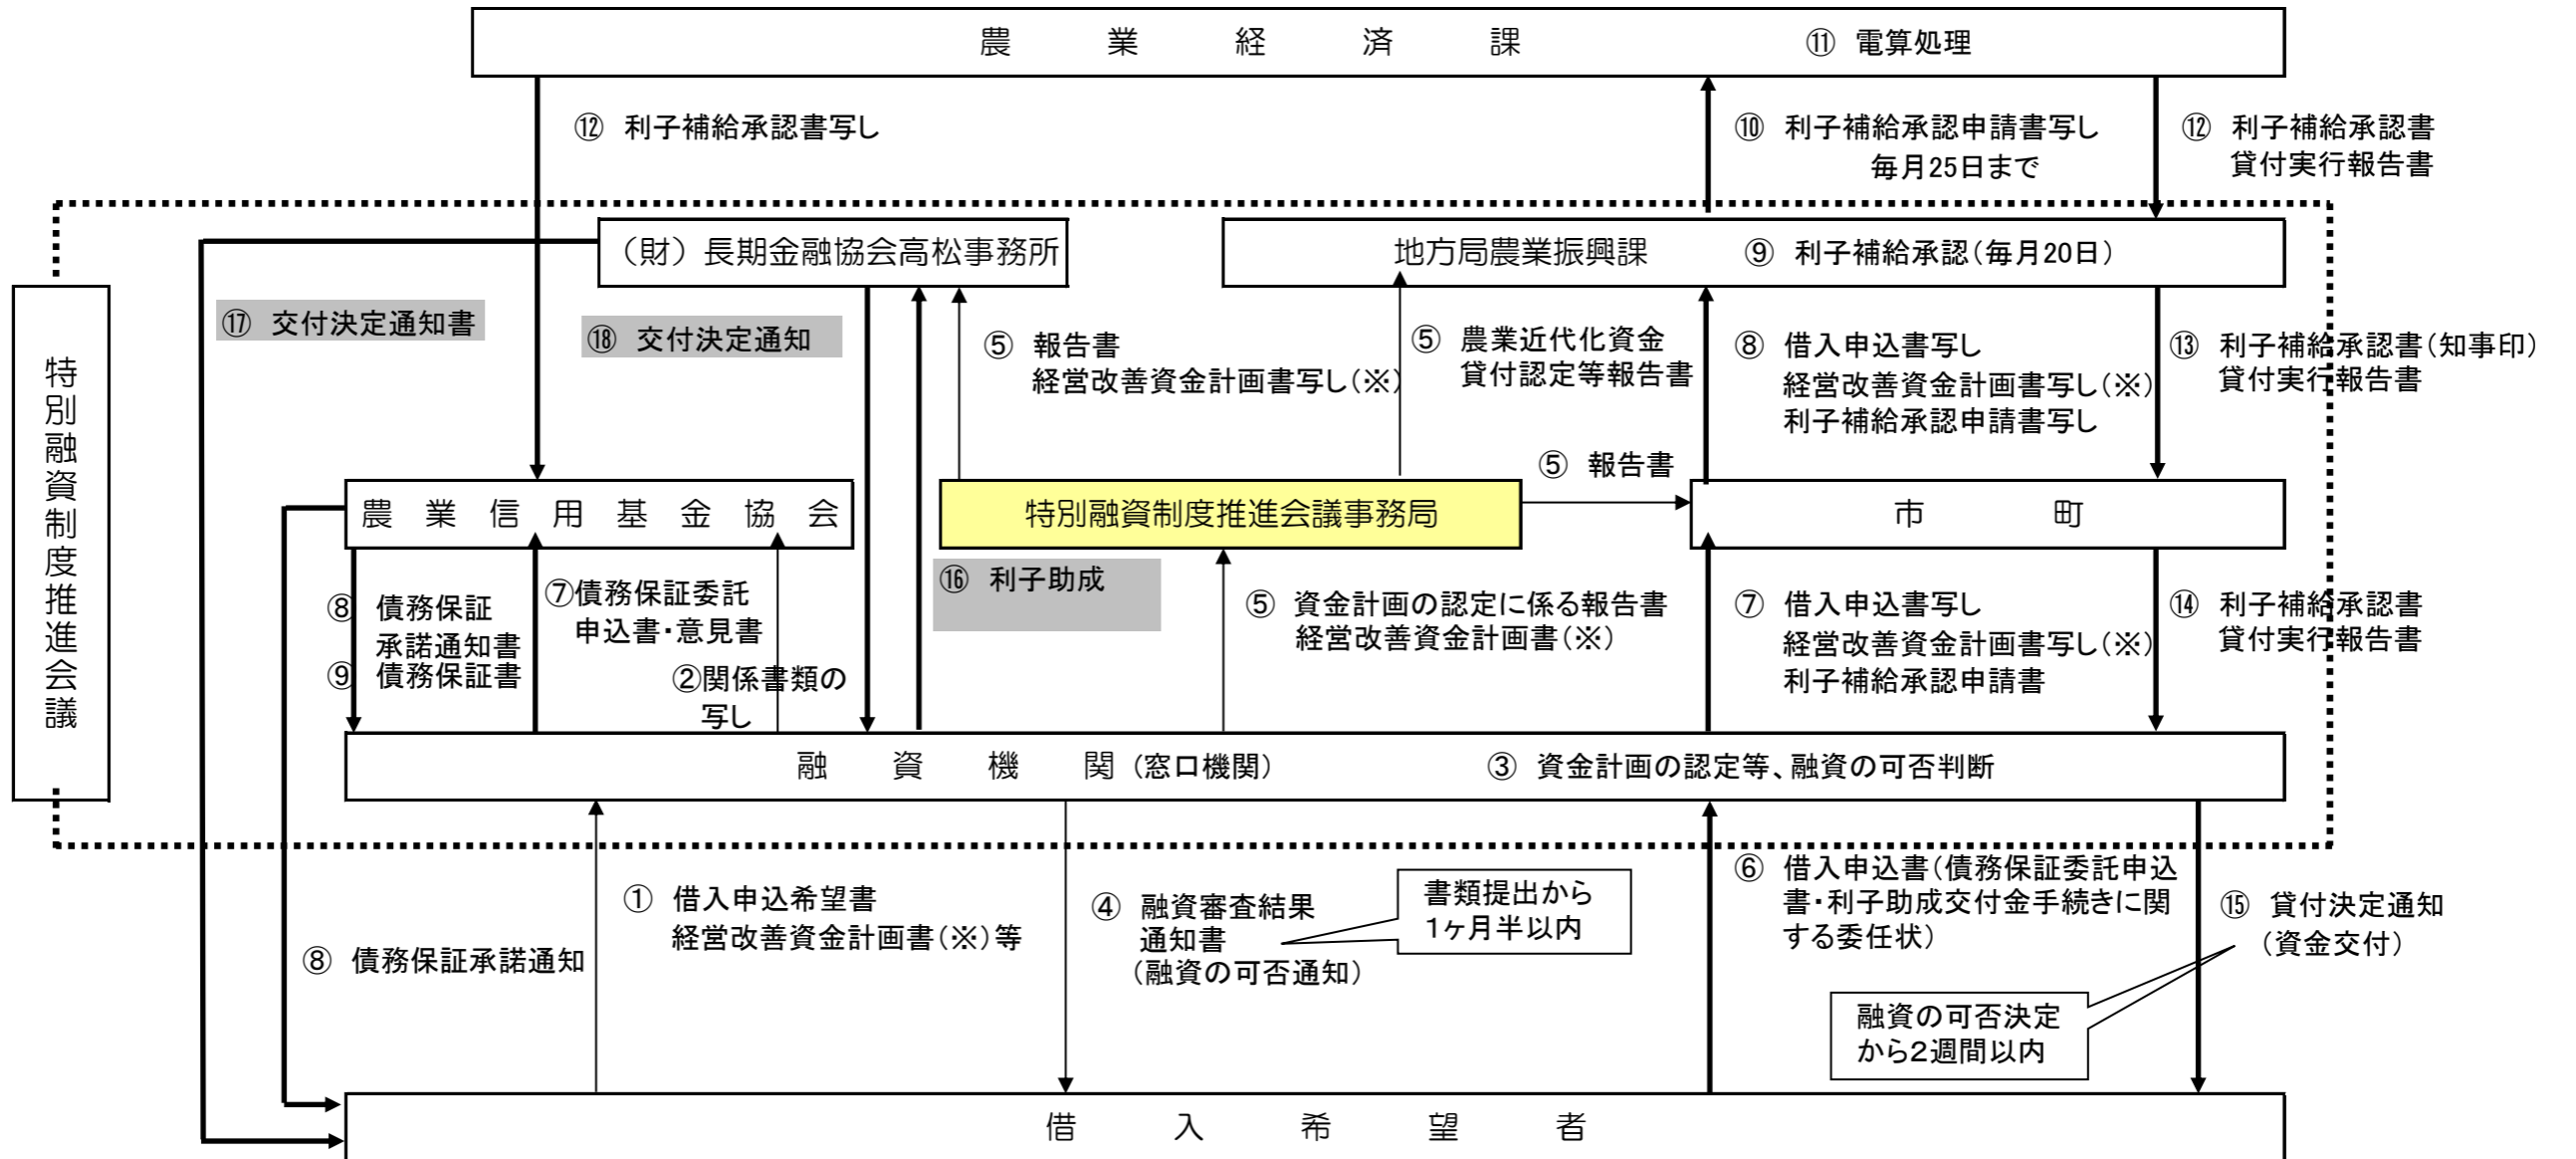 農業経済課 ⑪ 電算処理
⑫ 利子補給承認書写し
⑩ 利子補給承認申請書写し
毎月25日まで
⑫ 利子補給承認書
貸付実行報告書
(財)長期金融協会高松事務所
地方局農業振興課 ⑨ 利子補給承認(毎月20日)
特別融資制度推進会議
⑰ 交付決定通知書
⑱ 交付決定通知
⑤ 報告書
経営改善資金計画書写し(※)
⑤ 農業近代化資金
貸付認定等報告書
⑧ 借入申込書写し
経営改善資金計画書写し(※)
利子補給承認申請書写し
⑬ 利子補給承認書(知事印)
貸付実行報告書
⑤ 報告書
農業信用基金協会
特別融資制度推進会議事務局
市町
⑧ 債務保証
承諾通知書
⑨ 債務保証書
⑦債務保証委託
申込書・意見書
②関係書類の
写し
⑯ 利子助成
⑤ 資金計画の認定に係る報告書
経営改善資金計画書(※)
⑦ 借入申込書写し
経営改善資金計画書写し(※)
利子補給承認申請書
⑭ 利子補給承認書
貸付実行報告書
融資機関(窓口機関) ③ 資金計画の認定等、融資の可否判断
⑧ 債務保証承諾通知
① 借入申込希望書
経営改善資金計画書(※)等
④ 融資審査結果
通知書
(融資の可否通知)
書類提出から
1ヶ月半以内
⑥ 借入申込書(債務保証委託申込
書・利子助成交付金手続きに関
する委任状)
⑮ 貸付決定通知
(資金交付)
融資の可否決定
から2週間以内
借入希望者